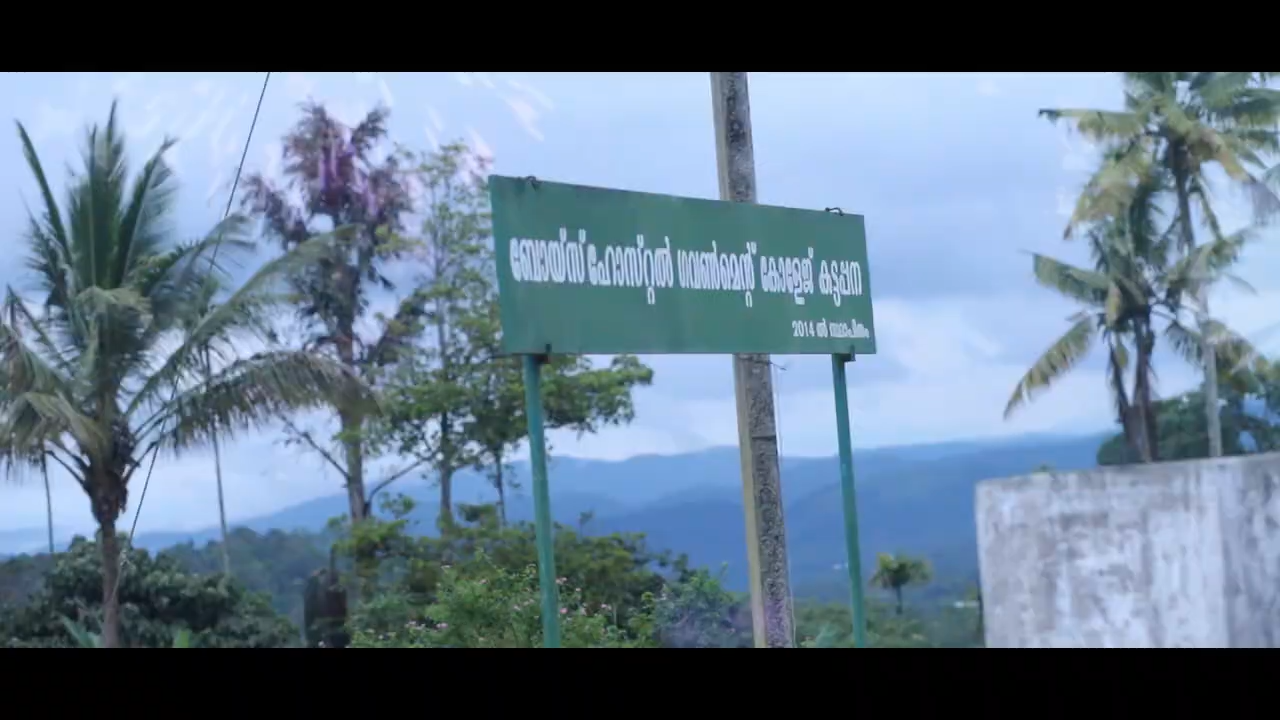 ബോയ്സ് ഹോസ്റ്റൽ ഗവൺമെന്റ് കോളേജ് കട്ടപ്പന
2014 ൽ സ്ഥാപിതം